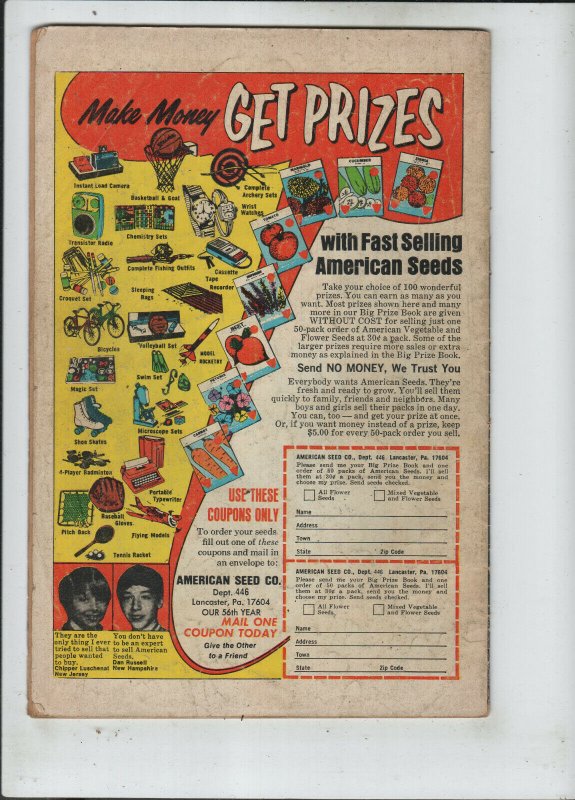 Make Money GET PRIZES
Instant Load Camera
Basketball & Goal
Complete
Archery Sets
Transistor Radio
Chemistry Sets
Wrist
Watches
Complete Fishing Outfits
Cassette
Tape
Recorder
Croquet Set
Sleeping
Bags
Bicycles
Volleyball Set
MODEL
ROCKETRY
Magic Set
Swim Set
Shoe Skates
Microscope Sets
4-Player Badminton
Portable
Typewriter
Pitch Back
Baseball
Gloves
Flying Models
Tennis Racket
CUCUMBER
ZINNIA
TOMATO
with Fast Selling
American Seeds
Take your choice of 100 wonderful
prizes. You can earn as many as you
want. Most prizes shown here and many
more in our Big Prize Book are given
WITHOUT COST for selling just one
50-pack order of American Vegetable and
Flower Seeds at 30¢ a pack. Some of the
larger prizes require more sales or extra
money as explained in the Big Prize Book.
Send NO MONEY, We Trust You
Everybody wants American Seeds. They're
fresh and ready to grow. You'll sell them
quickly to family, friends and neighbors. Many
boys and girls sell their packs in one day.
You can, too — and get your prize at once.
Or, if you want money instead of a prize, keep
$5.00 for every 50-pack order you sell.
USE THESE
COUPONS ONLY
To order your seeds
fill out one of these
coupons and mail in
an envelope to:
AMERICAN SEED CO.
Dept. 446
Lancaster, Pa. 17604
OUR 56th YEAR
MAIL ONE
COUPON TODAY
Give the Other
to a Friend
AMERICAN SEED CO., Dept. 446 Lancaster, Pa. 17604
Please send me your Big Prize Book and one
order of 50 packs of American Seeds. I'll sell
them at 30¢ a pack, send you the money and
choose my prize. Send seeds checked.
All Flower
Seeds
Mixed Vegetable
and Flower Seeds
Name
Address
Town
State Zip Code
AMERICAN SEED CO., Dept. 446 Lancaster, Pa. 17604
Please send me your Big Prize Book and one
order of 50 packs of American Seeds. I'll sell
them at 30¢ a pack, send you the money and
choose my prize. Send seeds checked.
All Flower
Seeds
Mixed Vegetable
and Flower Seeds
Name
Address
Town
State Zip Code
They are the
only thing I ever
tried to sell that
people wanted
to buy.
Chipper Luschenat
New Jersey
You don't have
to be an expert
to sell American
Seeds.
Dan Russell
New Hampshire